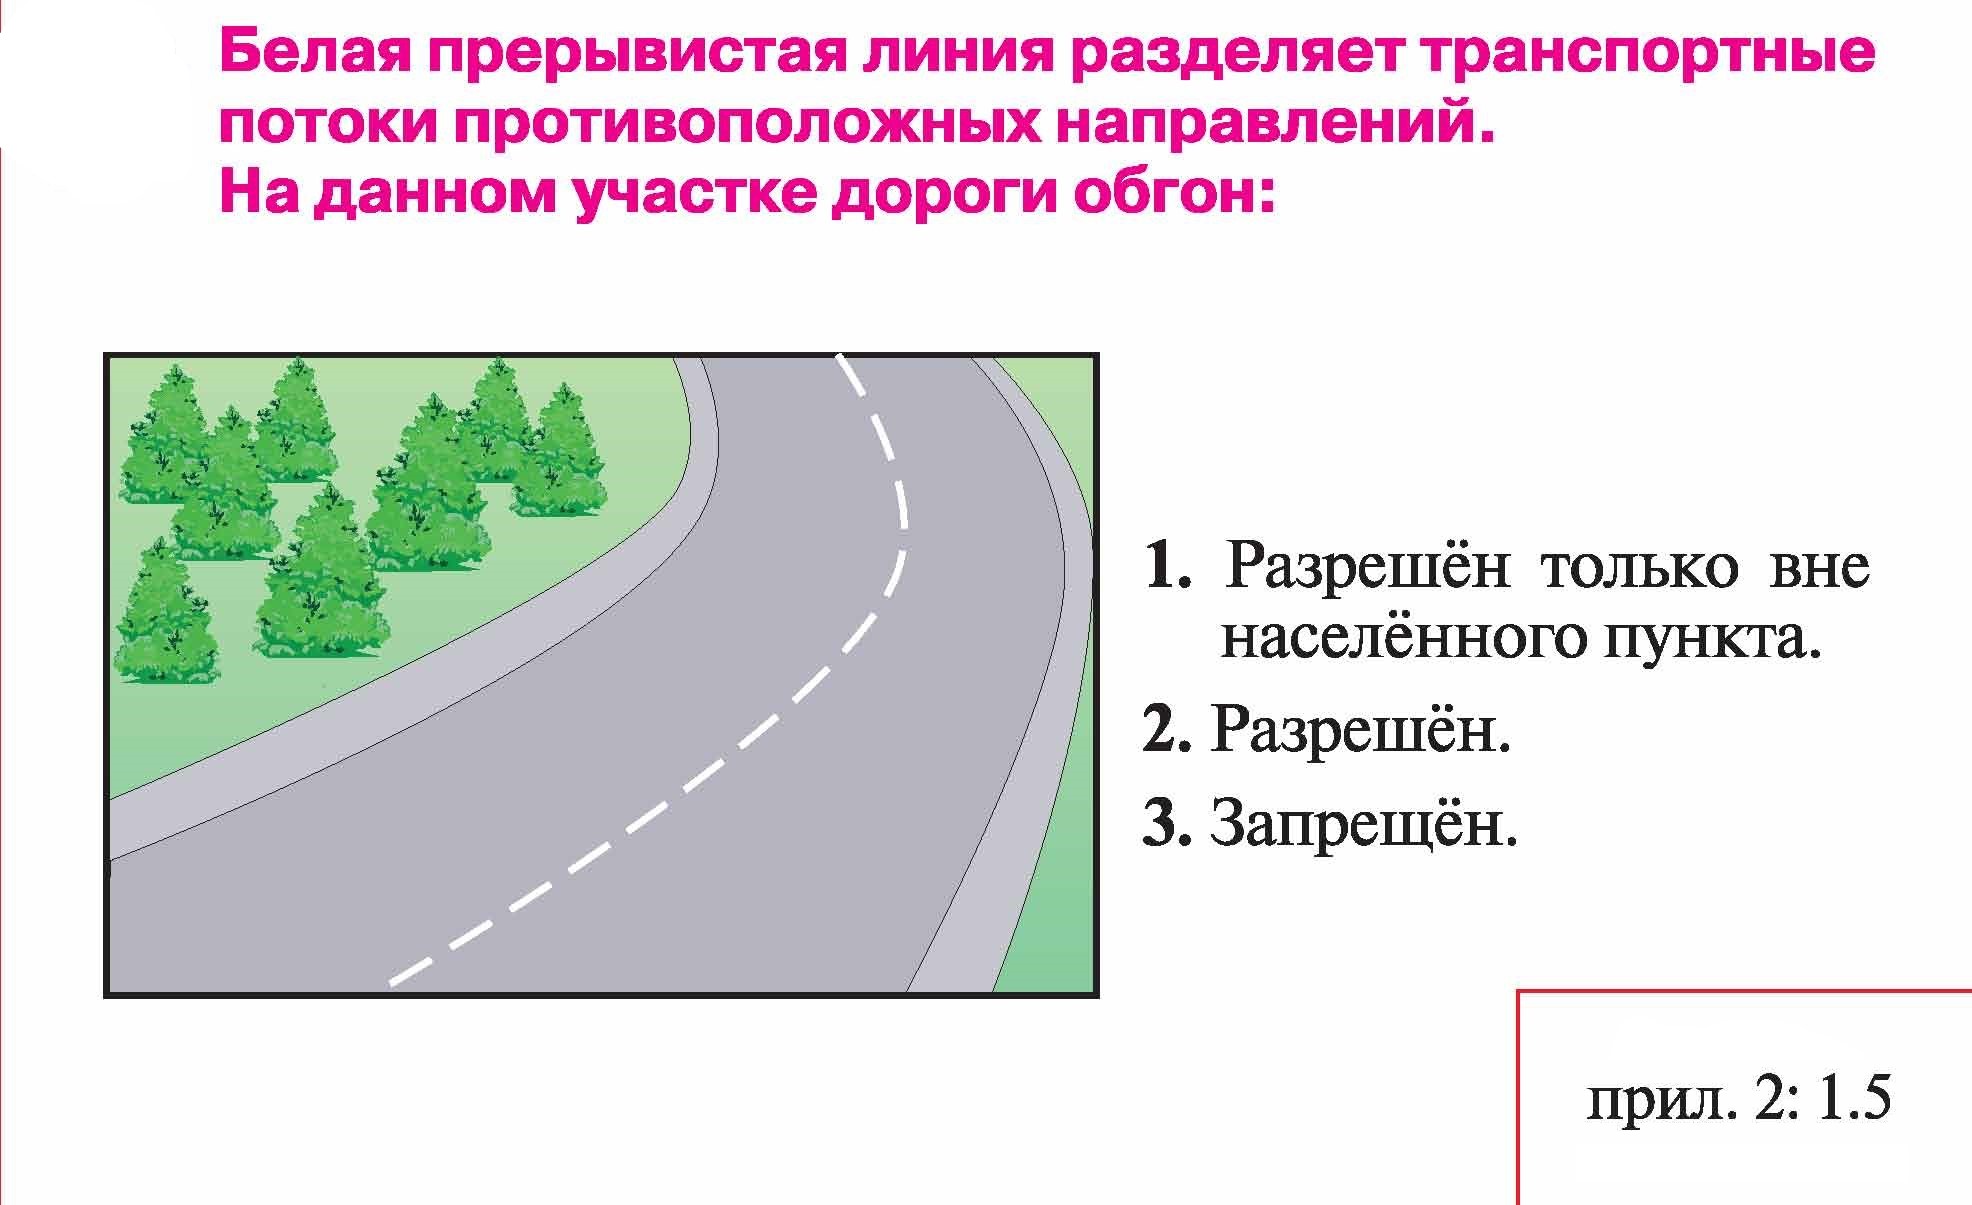 Белая прерывистая линия разделяет транспортные
потоки противоположных направлений.
На данном участке дороги обгон:
1. Разрешён только вне
населённого пункта.
2. Разрешён.
3. Запрещён.
прил. 2: 1.5